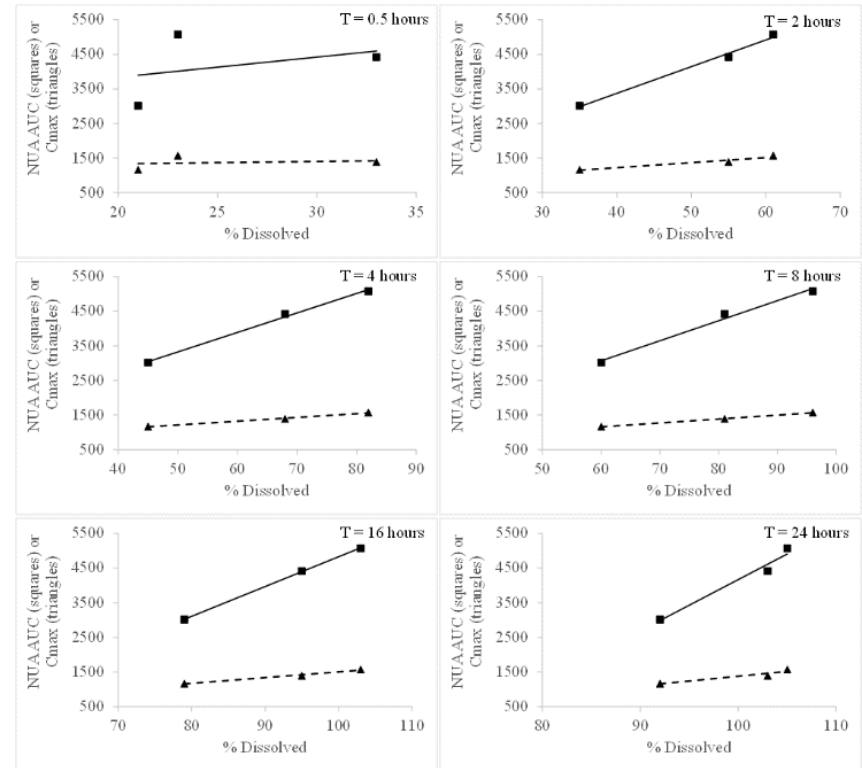 T = 0.5 hours
NUA AUC (squares) or
Cmax (triangles)
5500
4500
3500
2500
1500
500
20 25 30 35
% Dissolved
T = 2 hours
NUA AUC (squares) or
Cmax (triangles)
5500
4500
3500
2500
1500
500
30 40 50 60 70
% Dissolved
T = 4 hours
NUA AUC (squares) or
Cmax (triangles)
5500
4500
3500
2500
1500
500
40 50 60 70 80 90
% Dissolved
T = 8 hours
NUA AUC (squares) or
Cmax (triangles)
5500
4500
3500
2500
1500
500
50 60 70 80 90 100
% Dissolved
T = 16 hours
NUA AUC (squares) or
Cmax (triangles)
5500
4500
3500
2500
1500
500
70 80 90 100 110
% Dissolved
T = 24 hours
NUA AUC (squares) or
Cmax (triangles)
5500
4500
3500
2500
1500
500
80 90 100 110
% Dissolved